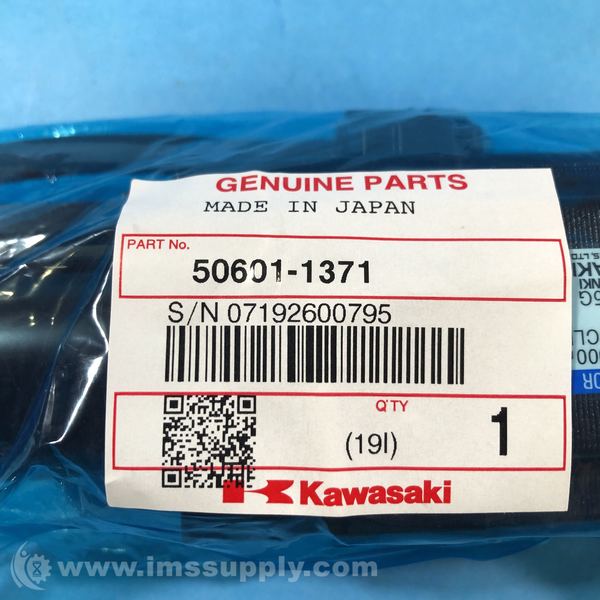 GENUINE PARTS
MADE IN JAPAN
PART No.
50601-1371
S/N 07192600795
Q'TY
(19I)
1
Kawasaki
www.imssupply.com